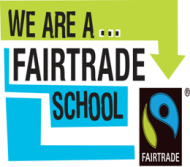 WE ARE A ...
FAIRTRADE
SCHOOL
®
FAIRTRADE